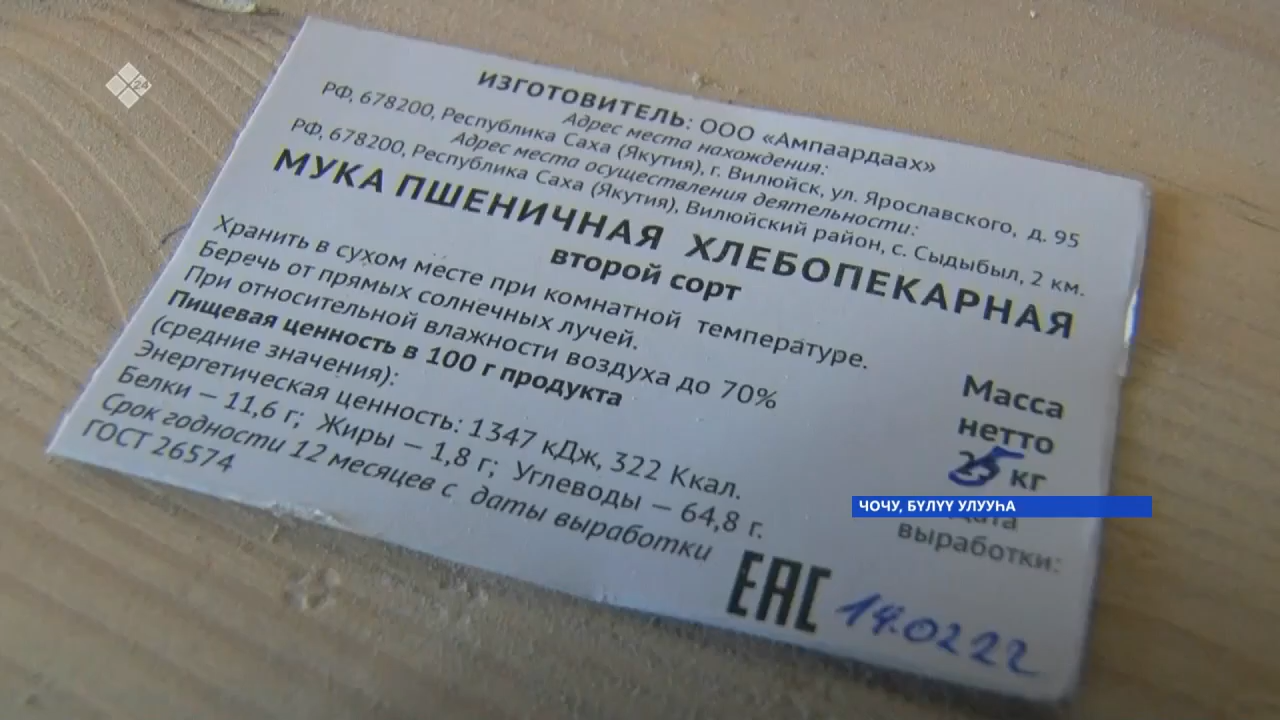 24
ИЗГОТОВИТЕЛЬ: ООО «Ампаардаах»
Адрес места нахождения:
РФ, 678200, Республика Саха (Якутия), г. Вилюйск, ул. Ярославского, д. 95
Адрес места осуществления деятельности:
РФ, 678200, Республика Саха (Якутия), Вилюйский район, с. Сыдыбыл, 2 км.
МУКА ПШЕНИЧНАЯ ХЛЕБОПЕКАРНАЯ
второй сорт
Хранить в сухом месте при комнатной температуре.
Беречь от прямых солнечных лучей.
При относительной влажности воздуха до 70%
Пищевая ценность в 100 г продукта
(средние значения):
Энергетическая ценность: 1347 кДж, 322 Ккал.
Белки – 11,6 г; Жиры – 1,8 г; Углеводы – 64,8 г.
Срок годности 12 месяцев с даты выработки
ГОСТ 26574
Масса
нетто
25 кг
дата
выработки:
EAC
14.02.22
ЧОЧУ, БҮЛҮҮ УЛУУҺА